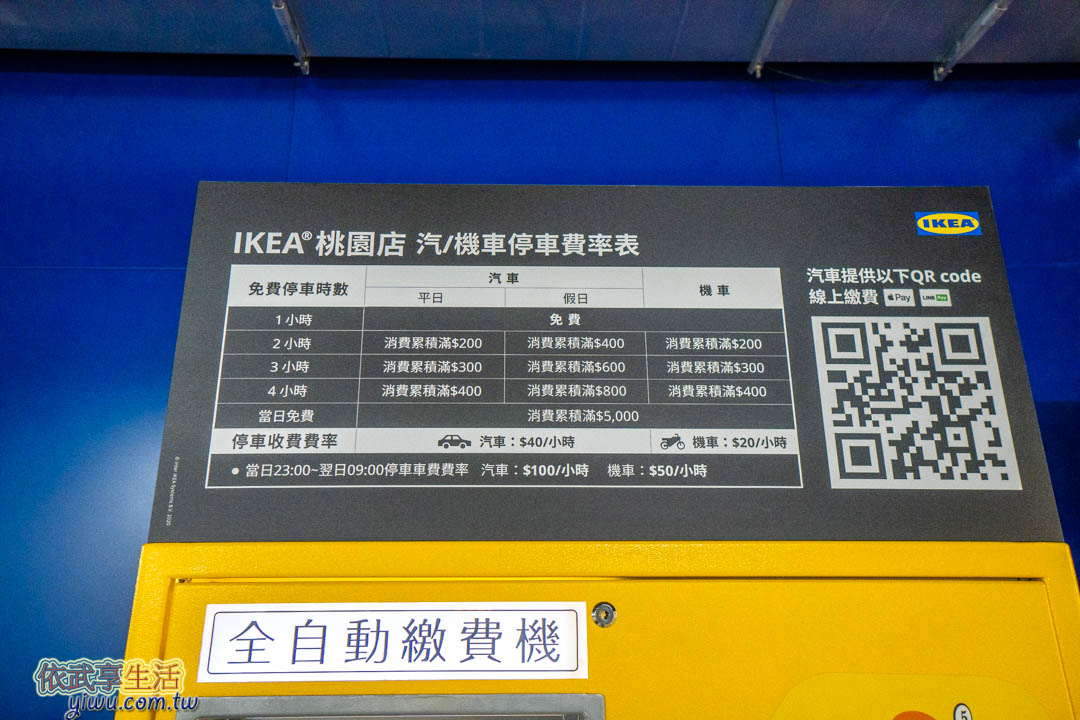 IKEA
IKEA®桃園店 汽/機車停車費率表
免費停車時數 汽車 機車
平日 假日
1 小時 免費
2 小時 消費累積滿$200 消費累積滿$400 消費累積滿$200
3 小時 消費累積滿$300 消費累積滿$600 消費累積滿$300
4 小時 消費累積滿$400 消費累積滿$800 消費累積滿$400
當日免費 消費累積滿$5,000
停車收費費率 汽車：$40/小時 機車：$20/小時
● 當日23:00~翌日09:00停車車費費率 汽車：$100/小時 機車：$50/小時
汽車提供以下QR code
線上繳費 Pay LINE Pay
© Inter IKEA Systems B.V. 2020
全自動繳費機
依武享生活
yiwu.com.tw